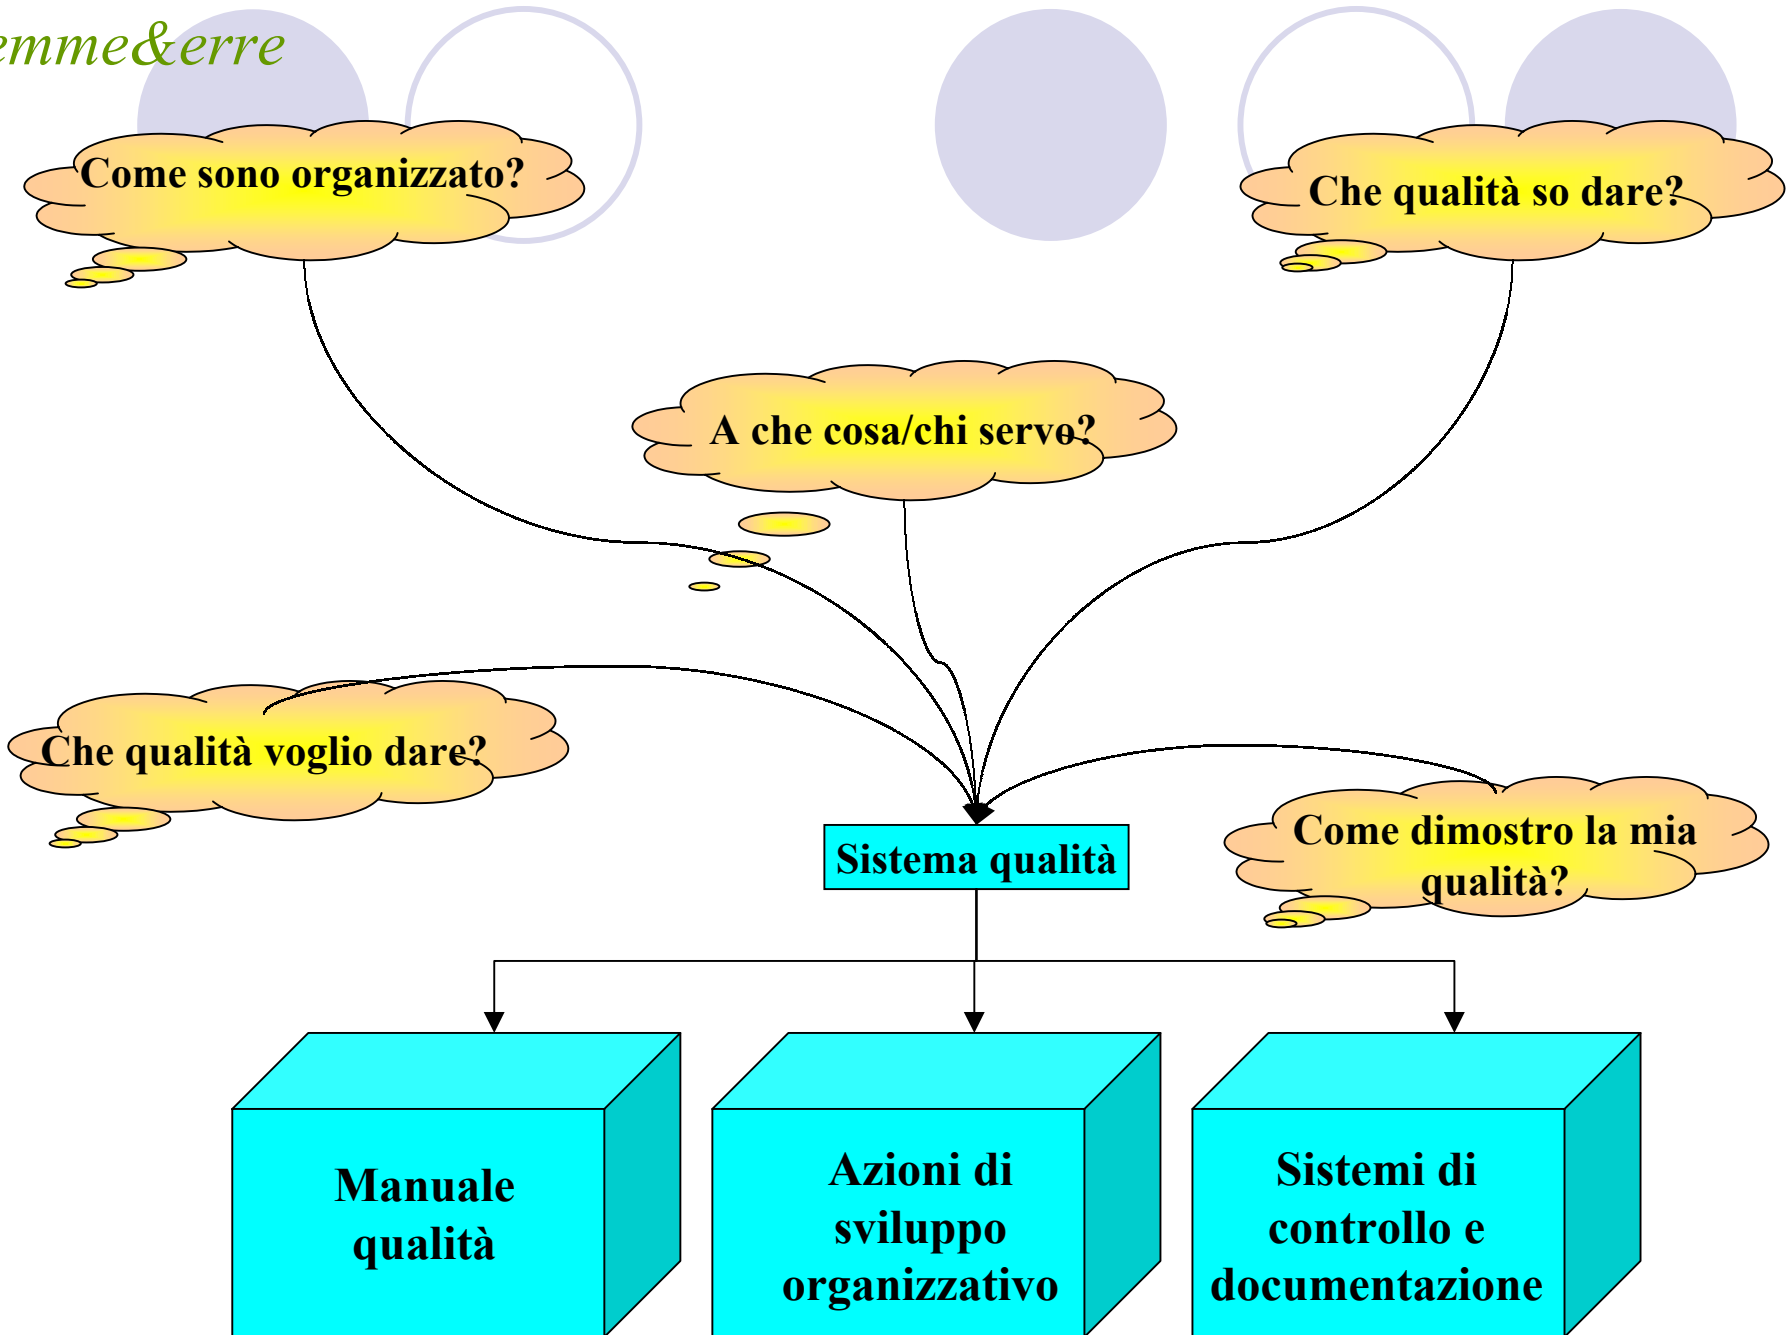 emme&erre
Come sono organizzato?
Che qualità so dare?
A che cosa/chi servo?
Che qualità voglio dare?
Come dimostro la mia
qualità?
Sistema qualità
Manuale
qualità
Azioni di
sviluppo
organizzativo
Sistemi di
controllo e
documentazione